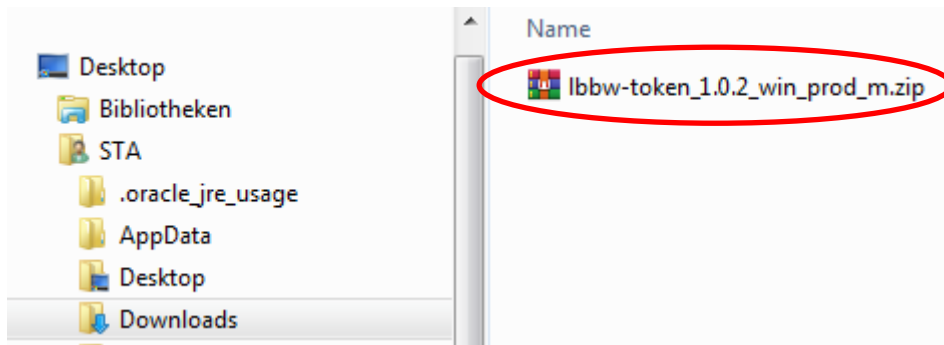 Desktop
Bibliotheken
STA
.oracle_jre_usage
AppData
Desktop
Downloads
Name
lbbw-token_1.0.2_win_prod_m.zip